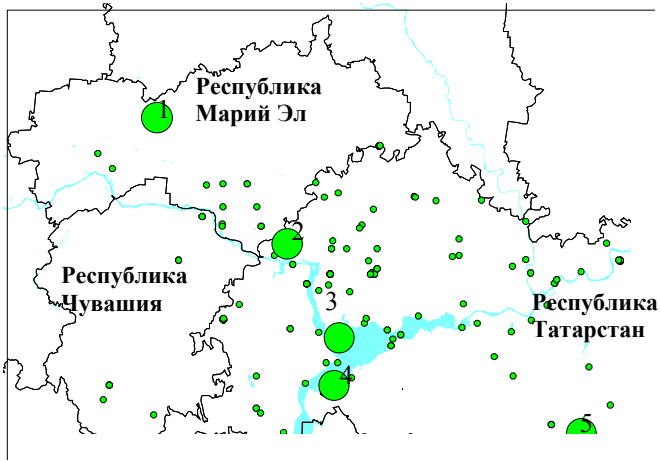 Республика
Марий Эл
1
2
Республика
Чувашия
3
Республика
Татарстан
4
5